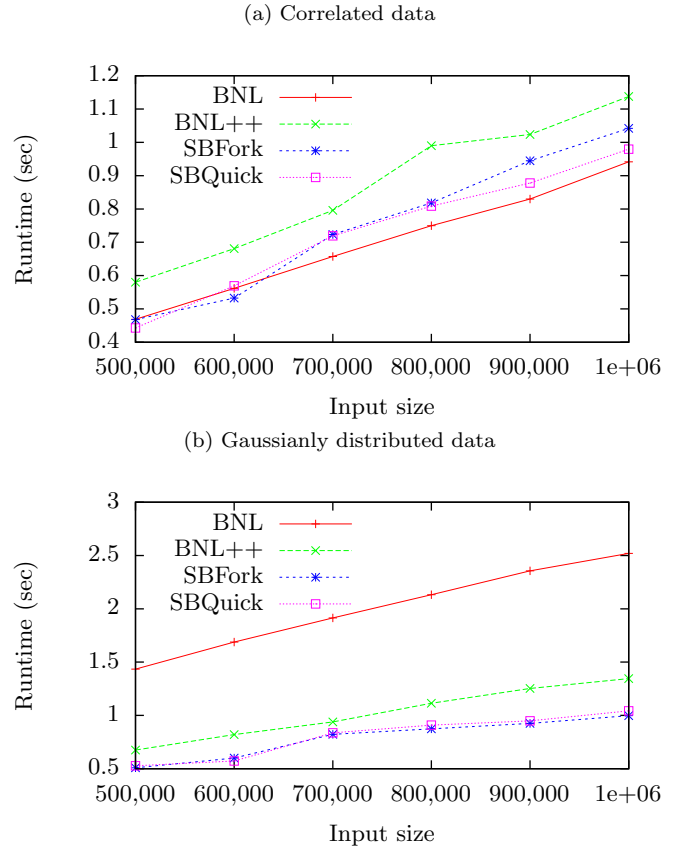 (a) Correlated data
1.2
1.1
1
0.9
0.8
0.7
0.6
0.5
0.4
Runtime (sec)
BNL
BNL++
SBFork
SBQuick
500,000 600,000 700,000 800,000 900,000 1e+06
Input size
(b) Gaussianly distributed data
3
2.5
2
1.5
1
0.5
Runtime (sec)
BNL
BNL++
SBFork
SBQuick
500,000 600,000 700,000 800,000 900,000 1e+06
Input size